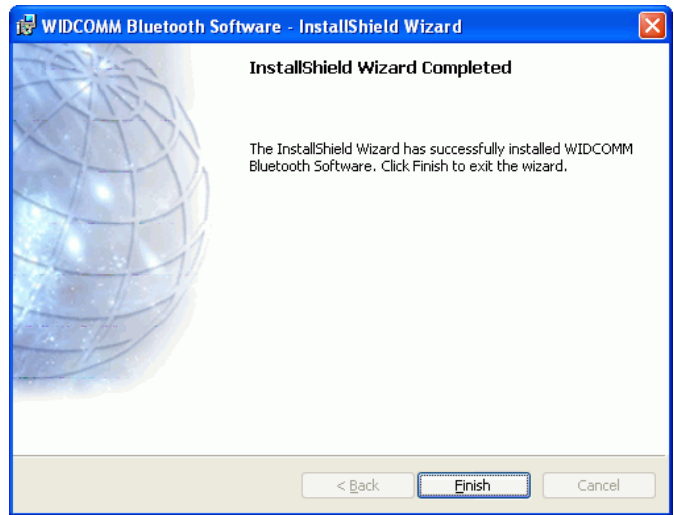 WIDCOMM Bluetooth Software - InstallShield Wizard
InstallShield Wizard Completed
The InstallShield Wizard has successfully installed WIDCOMM
Bluetooth Software. Click Finish to exit the wizard.
< Back
Finish
Cancel